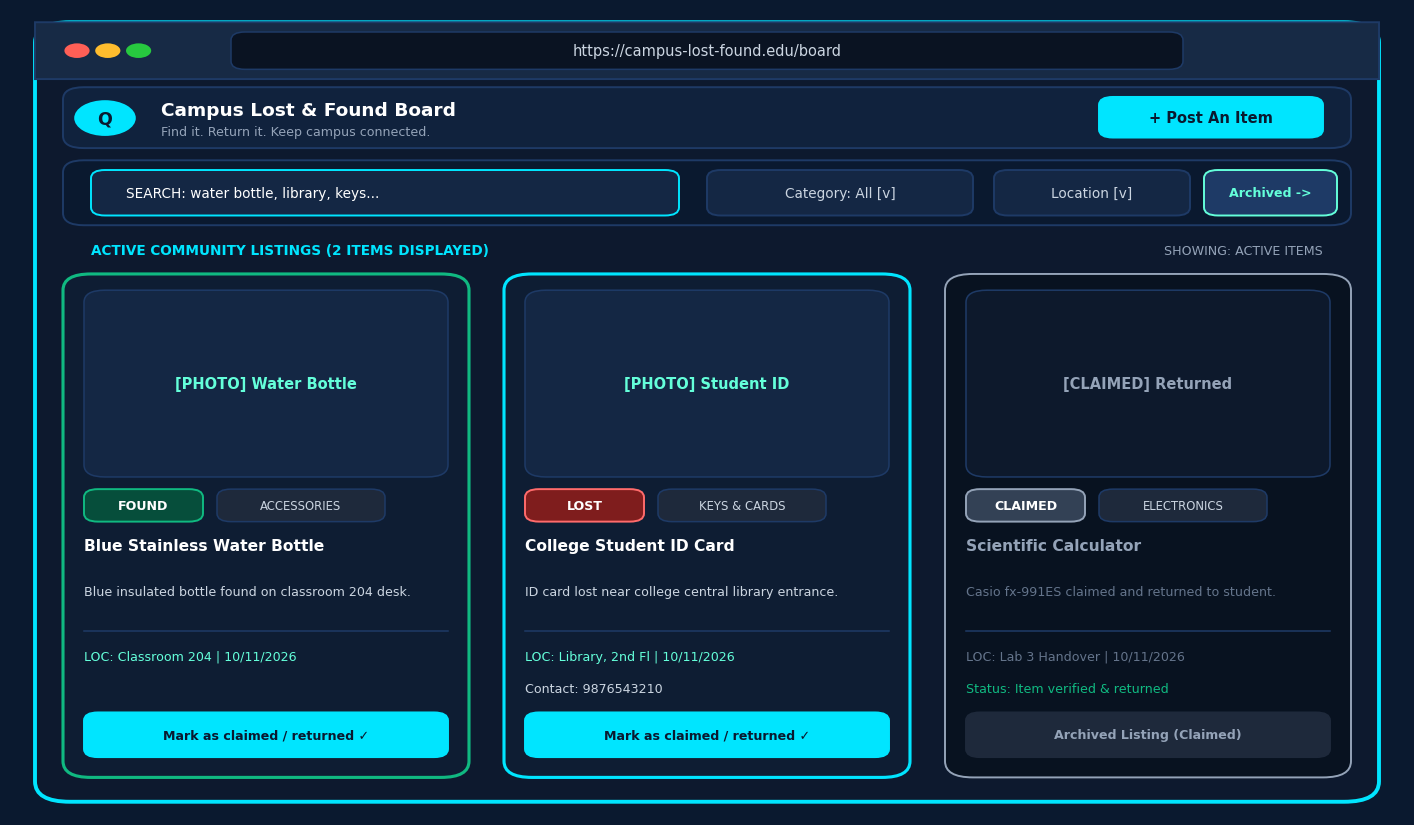 https://campus-lost-found.edu/board
Q
Campus Lost & Found Board
Find it. Return it. Keep campus connected.
+ Post An Item
SEARCH: water bottle, library, keys...
Category: All [v]
Location [v]
Archived ->
ACTIVE COMMUNITY LISTINGS (2 ITEMS DISPLAYED)
SHOWING: ACTIVE ITEMS
[PHOTO] Water Bottle
FOUND
ACCESSORIES
Blue Stainless Water Bottle
Blue insulated bottle found on classroom 204 desk.
LOC: Classroom 204 | 10/11/2026
Mark as claimed / returned ✓
[PHOTO] Student ID
LOST
KEYS & CARDS
College Student ID Card
ID card lost near college central library entrance.
LOC: Library, 2nd Fl | 10/11/2026
Contact: 9876543210
Mark as claimed / returned ✓
[CLAIMED] Returned
CLAIMED
ELECTRONICS
Scientific Calculator
Casio fx-991ES claimed and returned to student.
LOC: Lab 3 Handover | 10/11/2026
Status: Item verified & returned
Archived Listing (Claimed)